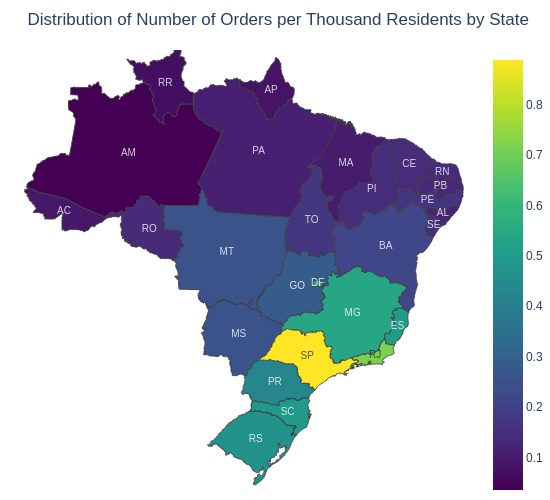 Distribution of Number of Orders per Thousand Residents by State
RR
AP
AM
PA
MA
CE
RN
PB
PI
PE
AC
AL
SE
RO
TO
BA
MT
GO
DF
MG
MS
ES
SP
RJ
PR
SC
RS
0.8
0.7
0.6
0.5
0.4
0.3
0.2
0.1